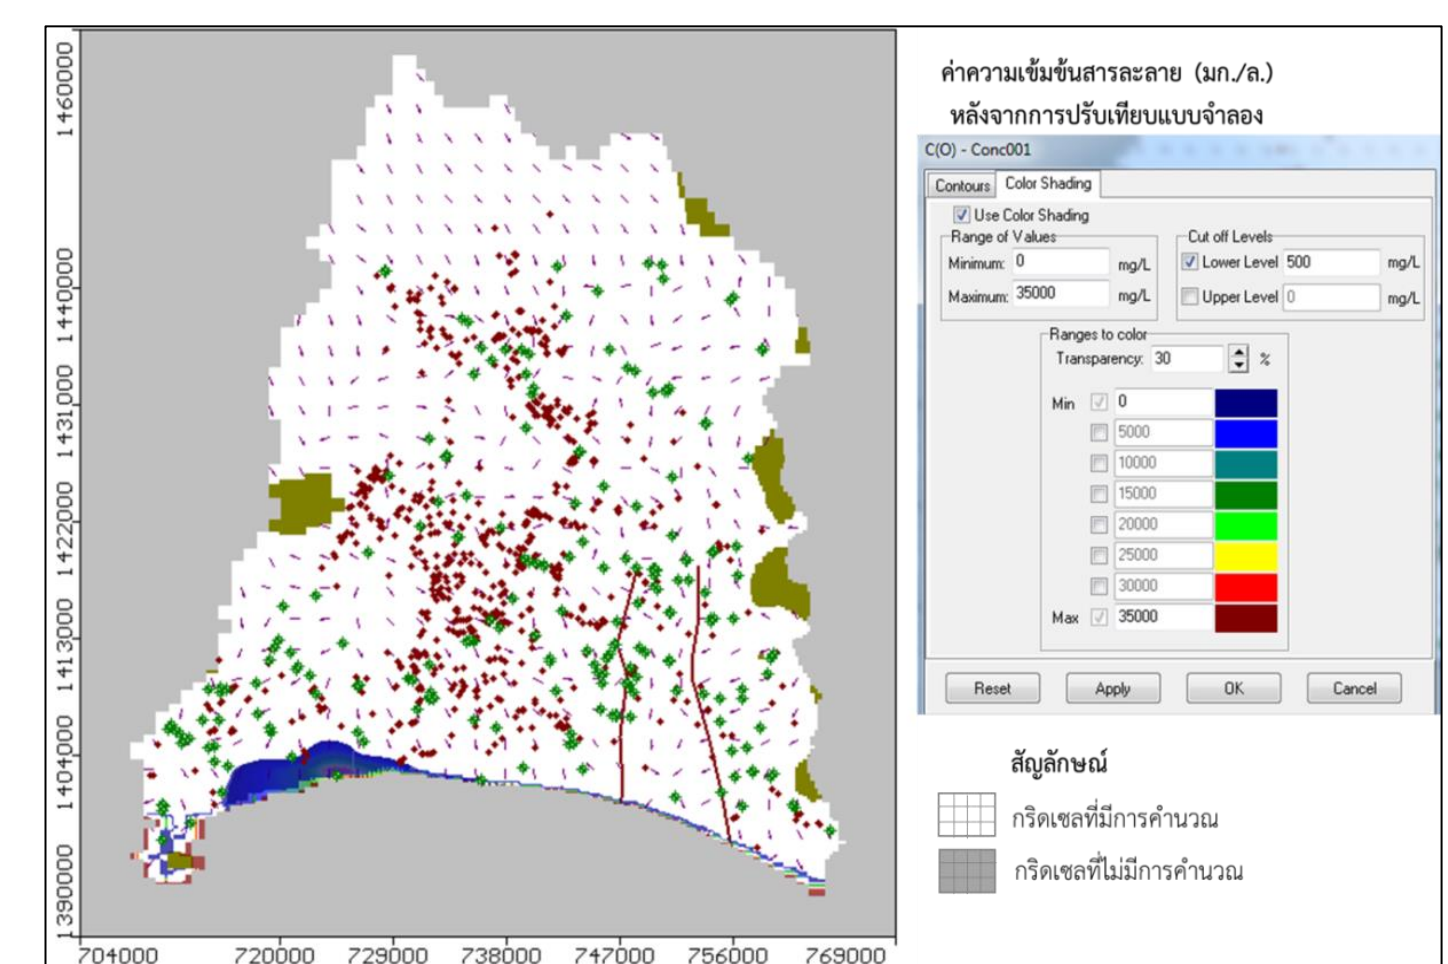 1460000
1440000
1431000
1422000
1413000
1404000
1390000
704000 720000 729000 738000 747000 756000 769000
ค่าความเข้มข้นสารละลาย (มก./ล.)
หลังจากการปรับเทียบแบบจำลอง
C(O) - Conc001
Contours Color Shading
Use Color Shading
Range of Values
Minimum: 0 mg/L
Maximum: 35000 mg/L
Cut off Levels
Lower Level 500 mg/L
Upper Level 0 mg/L
Ranges to color
Transparency: 30 %
Min 0
5000
10000
15000
20000
25000
30000
Max 35000
Reset Apply OK Cancel
สัญลักษณ์
กริดเซลที่มีการคำนวณ
กริดเซลที่ไม่มีการคำนวณ